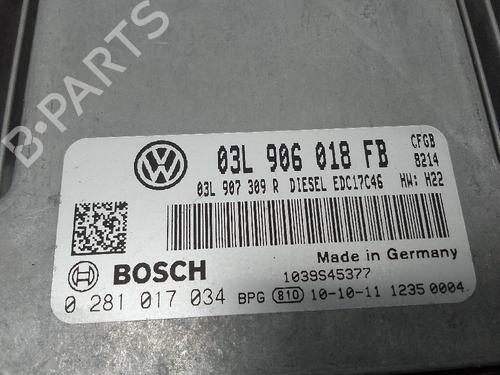 B-PARTS
03L 906 018 FB CFGB
8214
03L 907 309 R DIESEL EDC17C46 HW: H22
Made in Germany
BOSCH 1039S45377
0 281 017 034 BPG 810 10-10-11 1235 0004